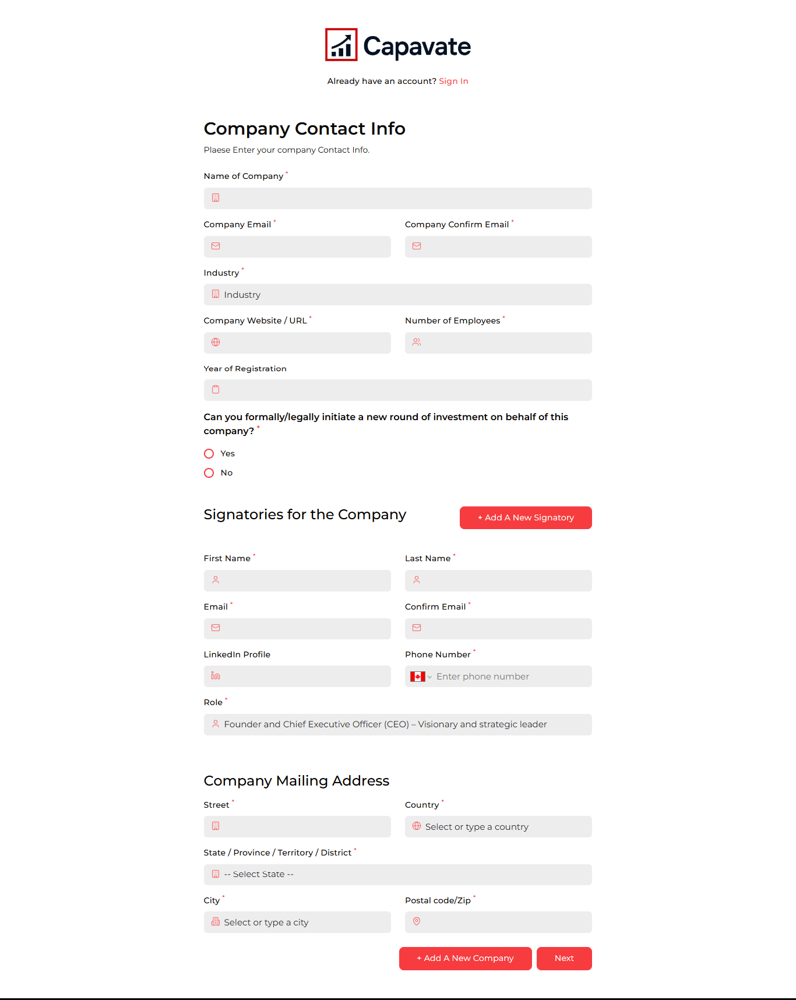 Capavate
Already have an account? Sign In
Company Contact Info
Plaese Enter your company Contact Info.
Name of Company *
Company Email *
Company Confirm Email *
Industry *
Industry
Company Website / URL *
Number of Employees *
Year of Registration
Can you formally/legally initiate a new round of investment on behalf of this
company? *
Yes
No
Signatories for the Company
+ Add A New Signatory
First Name *
Last Name *
Email *
Confirm Email *
LinkedIn Profile
Phone Number *
Enter phone number
Role *
Founder and Chief Executive Officer (CEO) – Visionary and strategic leader
Company Mailing Address
Street *
Country *
Select or type a country
State / Province / Territory / District *
-- Select State --
City *
Postal code/Zip *
Select or type a city
+ Add A New Company
Next